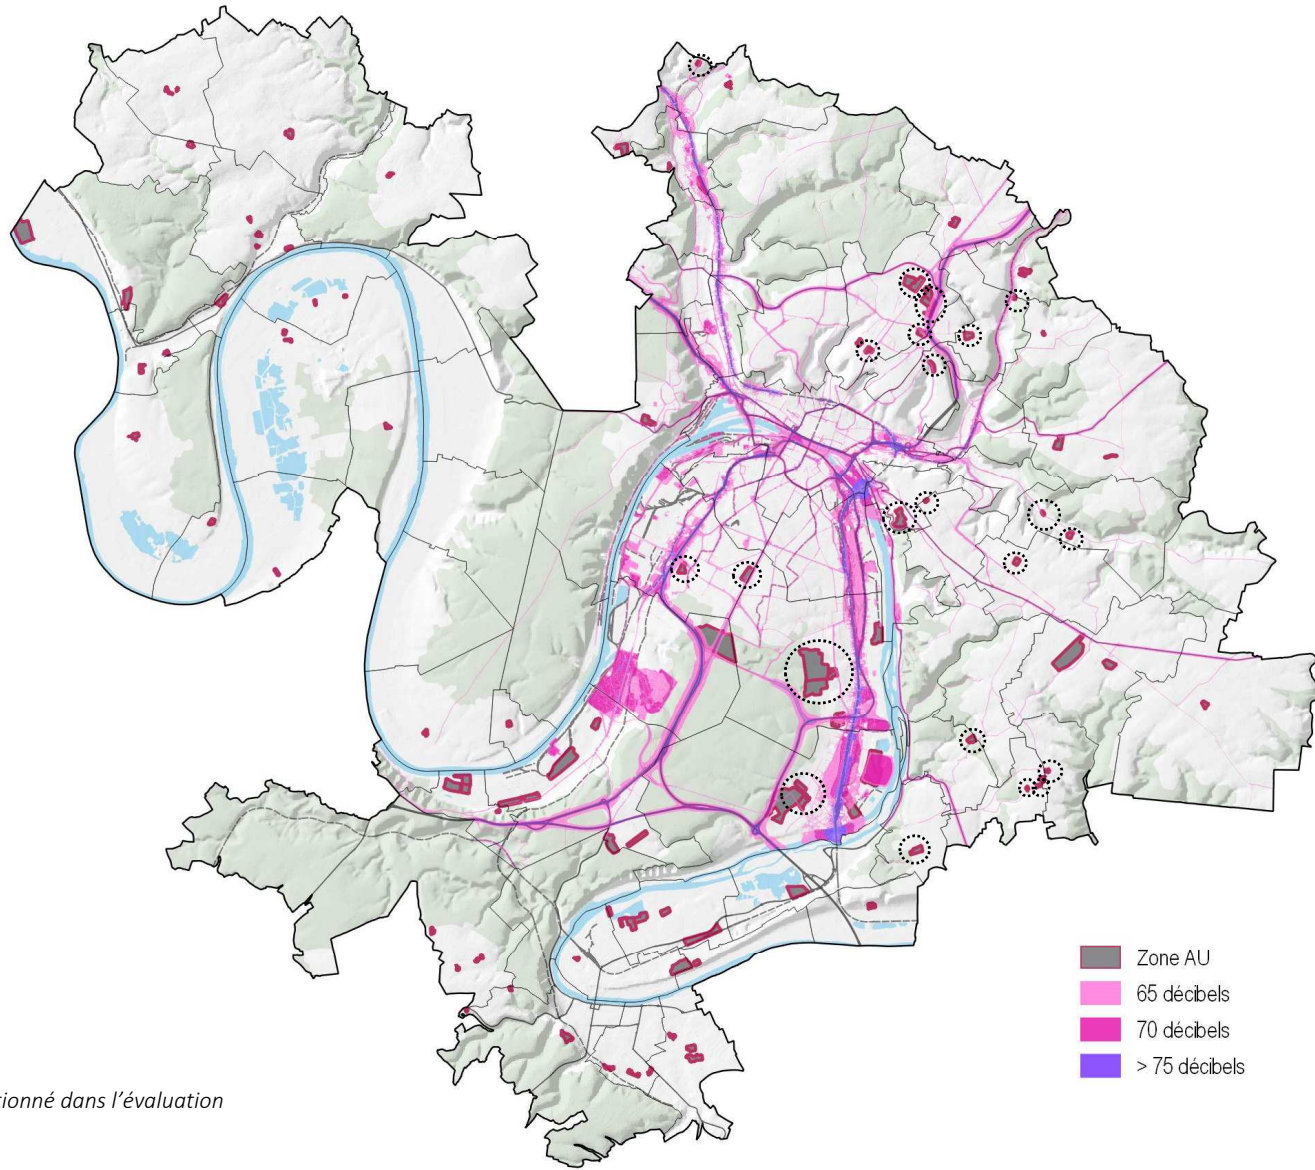 Zone AU
65 décibels
70 décibels
> 75 décibels
ionné dans l'évaluation